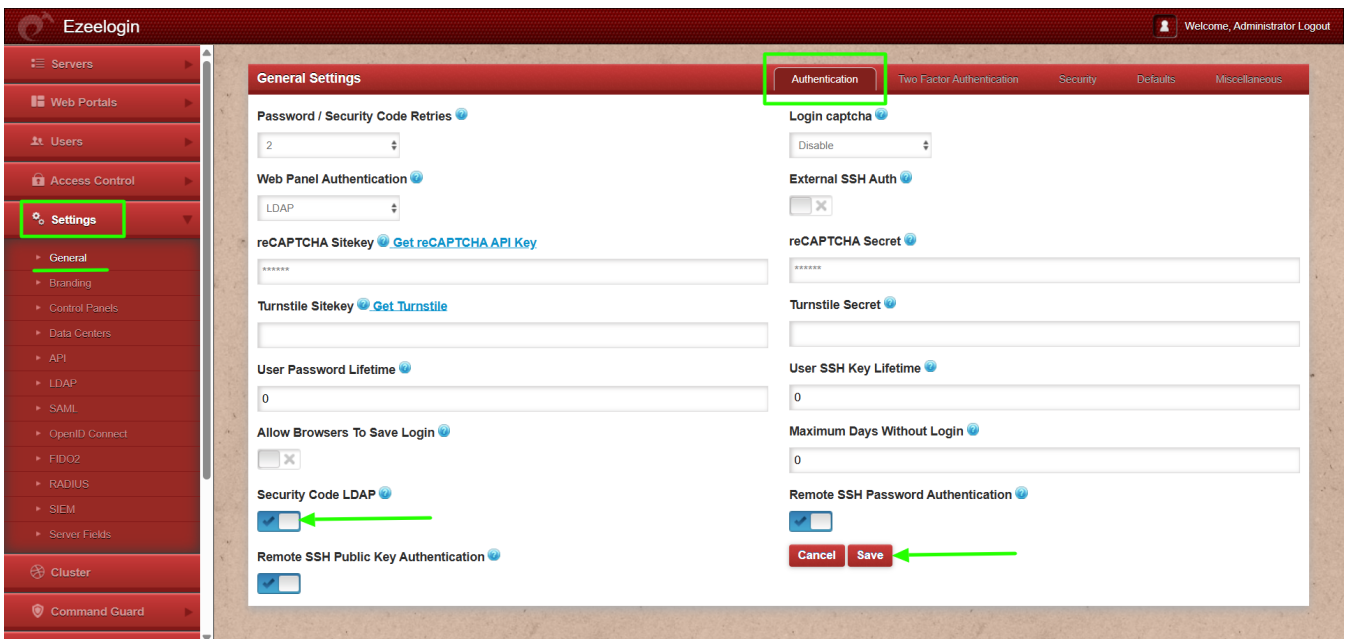 Ezeelogin
Welcome, Administrator Logout
Servers
Web Portals
Users
Access Control
Settings
General
Branding
Control Panels
Data Centers
API
LDAP
SAML
OpenID Connect
FIDO2
RADIUS
SIEM
Server Fields
Cluster
Command Guard
General Settings
Authentication
Two Factor Authentication
Security
Defaults
Miscellaneous
Password / Security Code Retries
2
Login captcha
Disable
Web Panel Authentication
LDAP
External SSH Auth
reCAPTCHA Sitekey Get reCAPTCHA API Key
******
reCAPTCHA Secret
******
Turnstile Sitekey Get Turnstile
Turnstile Secret
User Password Lifetime
0
User SSH Key Lifetime
0
Allow Browsers To Save Login
Maximum Days Without Login
0
Security Code LDAP
Remote SSH Password Authentication
Remote SSH Public Key Authentication
Cancel
Save